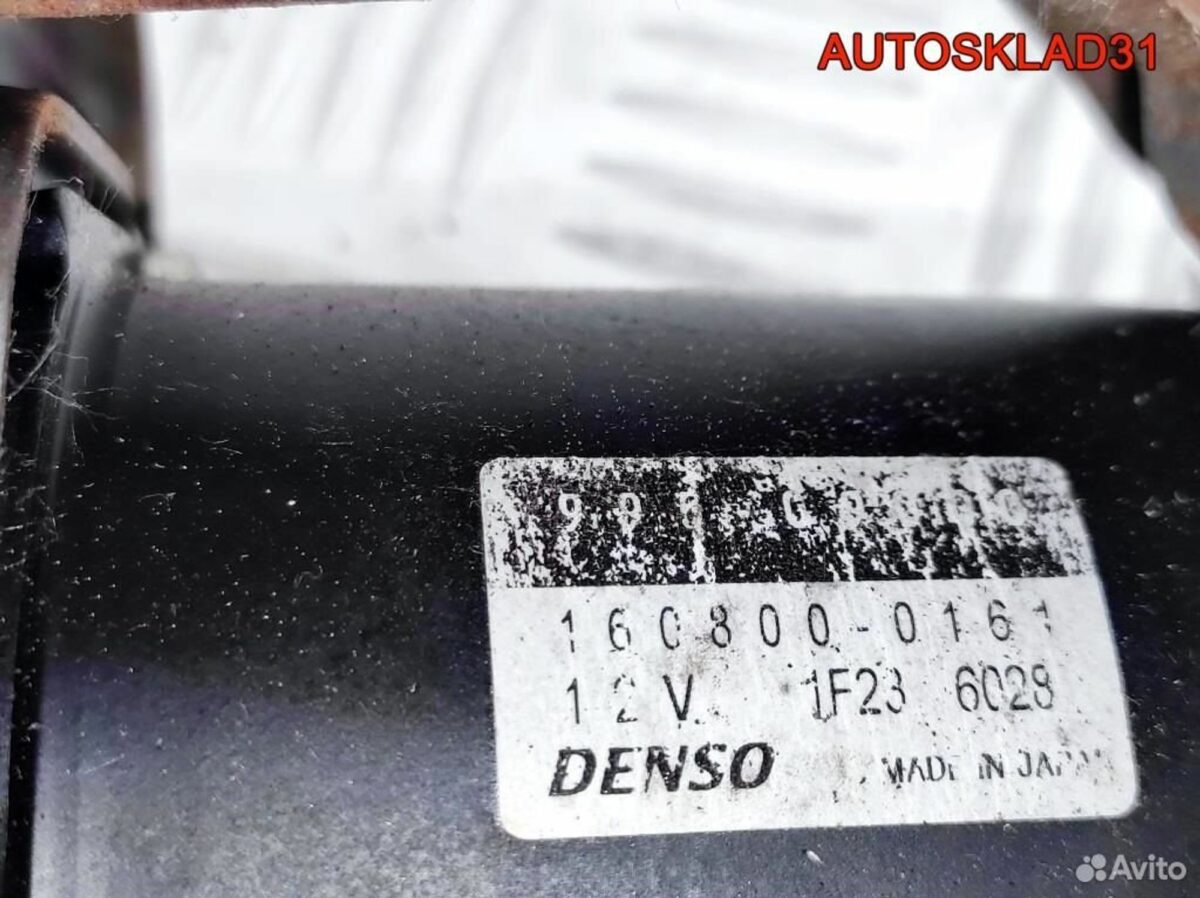 AUTOSKLAD31
160800-0161
12V 1F23 6028
DENSO MADE IN JAPAN
Avito